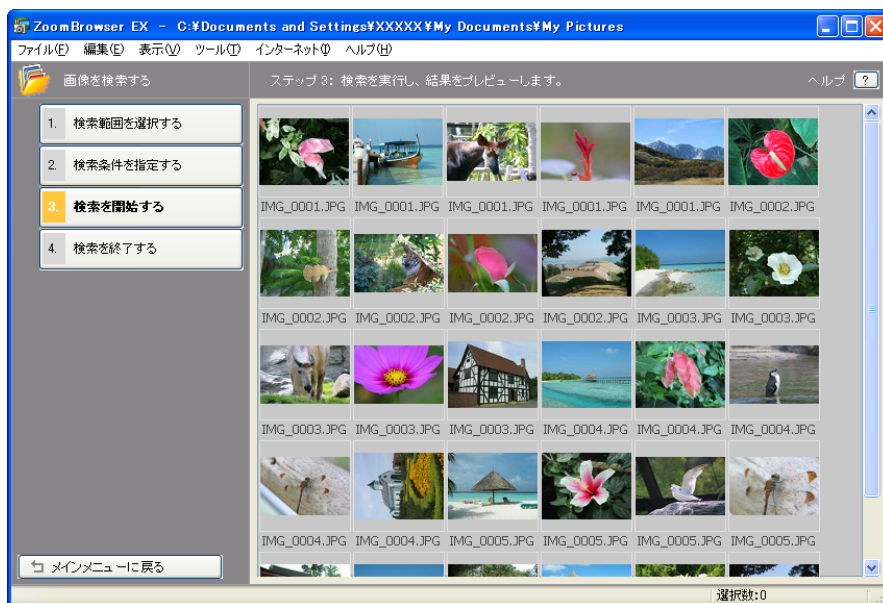 ZoomBrowser EX - C:¥Documents and Settings¥XXXXX¥My Documents¥My Pictures
ファイル(F) 編集(E) 表示(V) ツール(T) インターネット(I) ヘルプ(H)
画像を検索する
ステップ 3: 検索を実行し、結果をプレビューします。
ヘルプ ?
1. 検索範囲を選択する
2. 検索条件を指定する
3. 検索を開始する
4. 検索を終了する
IMG_0001.JPG IMG_0001.JPG IMG_0001.JPG IMG_0001.JPG IMG_0001.JPG IMG_0002.JPG
IMG_0002.JPG IMG_0002.JPG IMG_0002.JPG IMG_0002.JPG IMG_0003.JPG IMG_0003.JPG
IMG_0003.JPG IMG_0003.JPG IMG_0003.JPG IMG_0004.JPG IMG_0004.JPG IMG_0004.JPG
IMG_0004.JPG IMG_0004.JPG IMG_0005.JPG IMG_0005.JPG IMG_0005.JPG IMG_0005.JPG
メインメニューに戻る
選択数:0